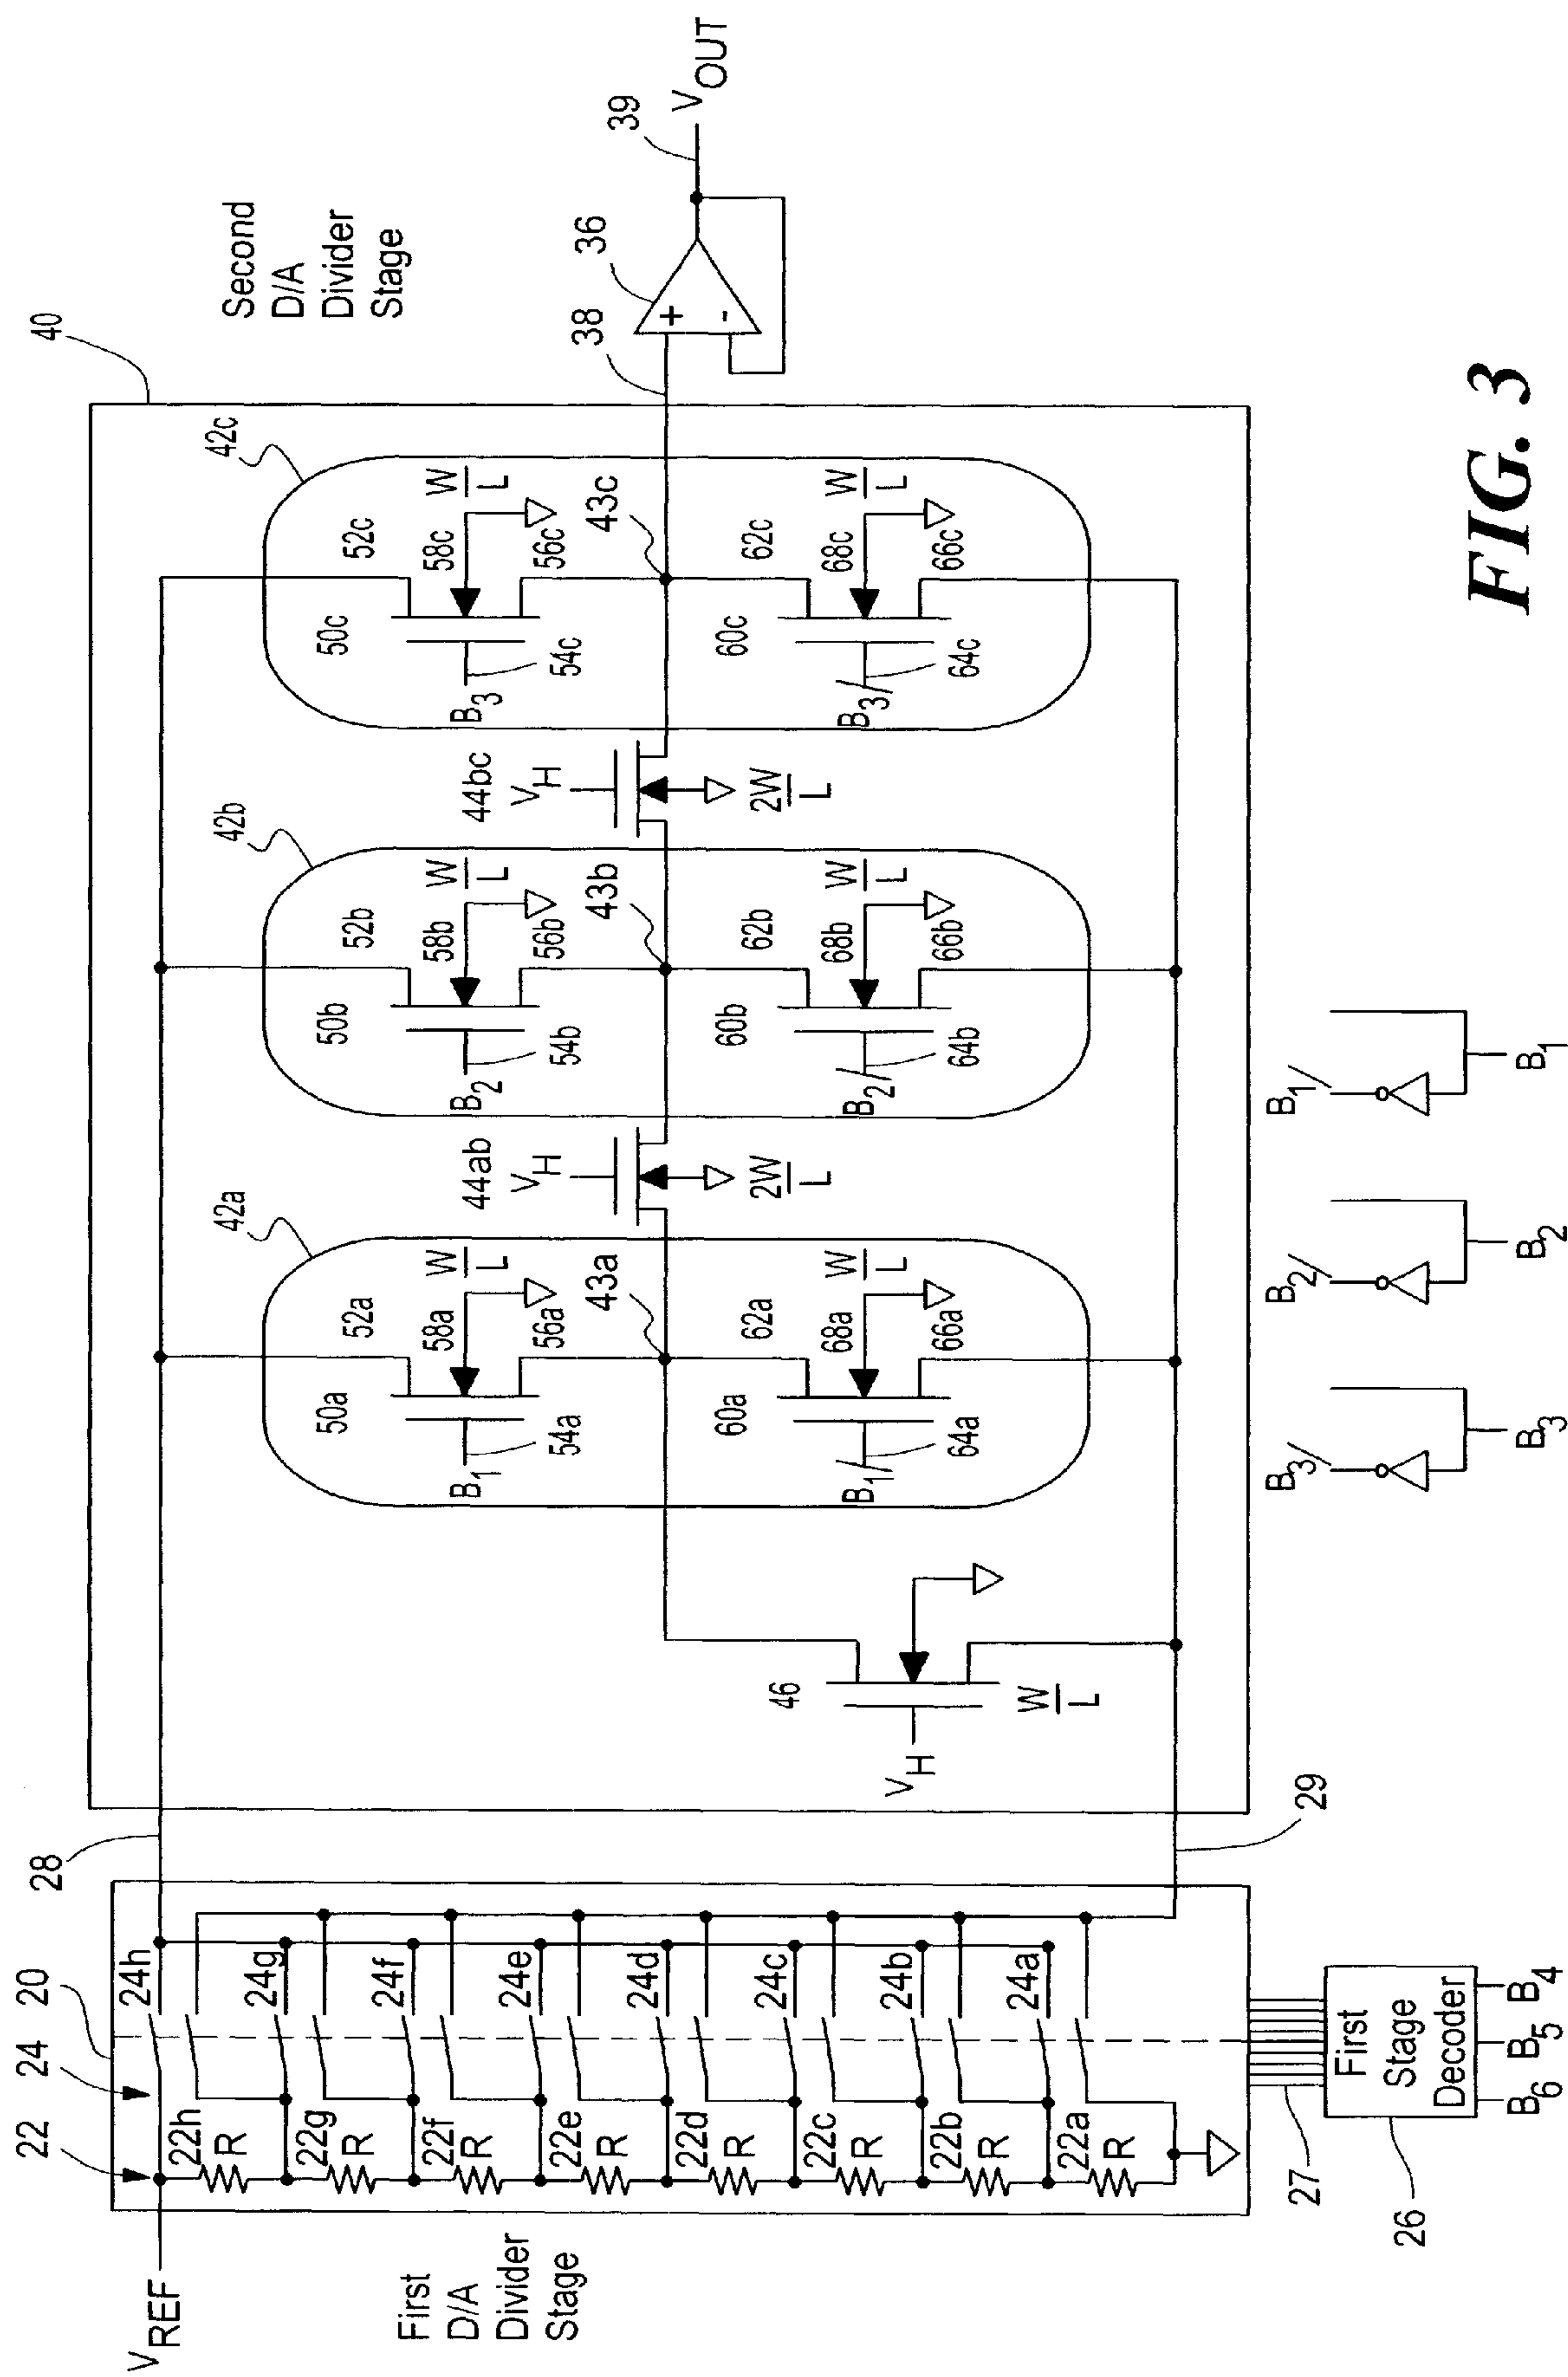 V_REF
First
D/A
Divider
Stage
22
24
20
28
22h
R
24h
22g
R
24g
22f
R
24f
22e
R
24e
22d
R
24d
22c
R
24c
22b
R
24b
22a
R
24a
27
26
First
Stage
Decoder
B6
B5
B4
29
40
Second
D/A
Divider
Stage
46
V_H
W
L
42a
50a
52a
58a
W
L
B1
54a
56a
43a
60a
62a
68a
W
L
B1/
64a
66a
44ab
V_H
2W
L
42b
50b
52b
58b
W
L
B2
54b
56b
43b
60b
62b
68b
W
L
B2/
64b
66b
44bc
V_H
2W
L
42c
50c
52c
58c
W
L
B3
54c
56c
43c
60c
62c
68c
W
L
B3/
64c
66c
38
36
+
-
39
V_OUT
B3/
B3
B2/
B2
B1/
B1
FIG. 3